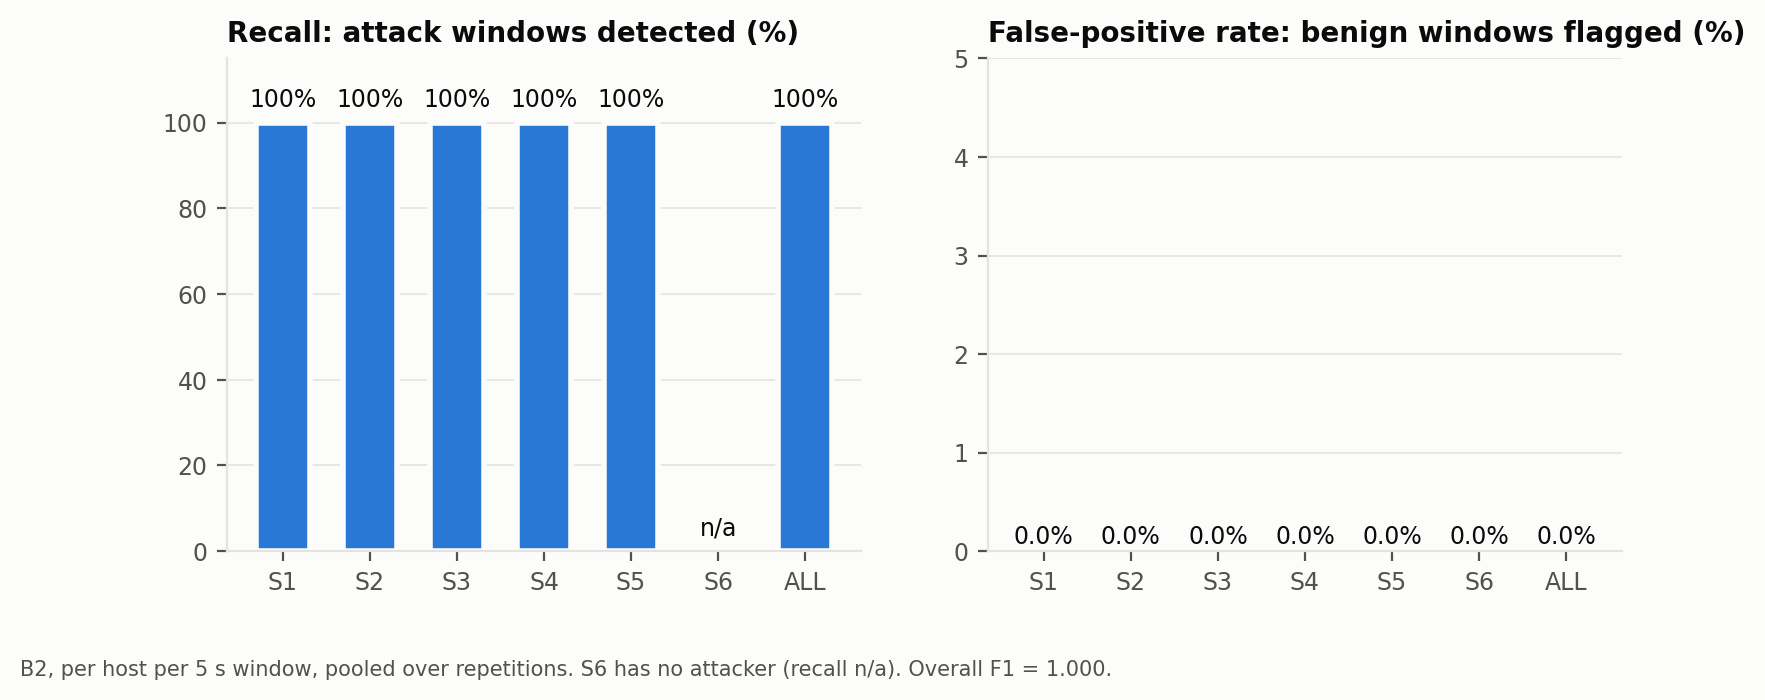 Recall: attack windows detected (%)
100% 100% 100% 100% 100% n/a 100%
100
80
60
40
20
0
S1 S2 S3 S4 S5 S6 ALL
False-positive rate: benign windows flagged (%)
5
4
3
2
1
0
0.0% 0.0% 0.0% 0.0% 0.0% 0.0% 0.0%
S1 S2 S3 S4 S5 S6 ALL
B2, per host per 5 s window, pooled over repetitions. S6 has no attacker (recall n/a). Overall F1 = 1.000.